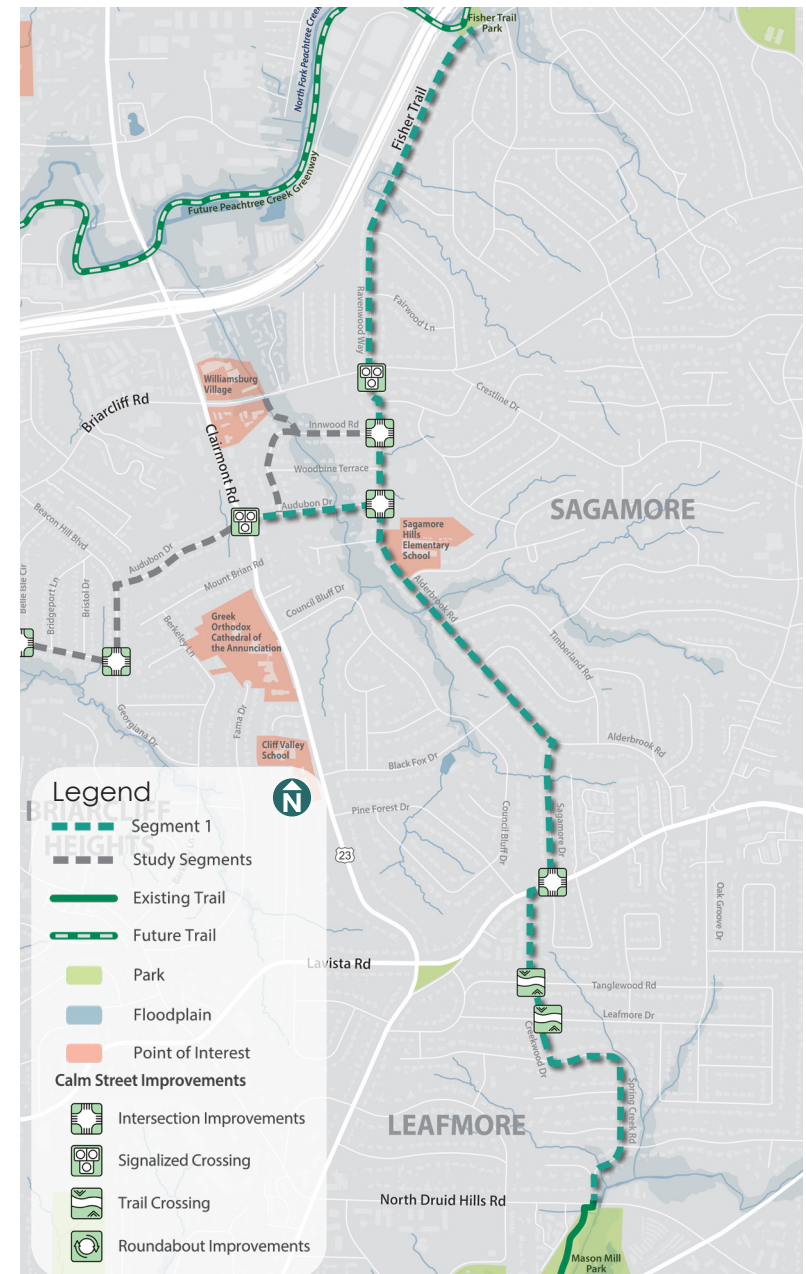 Fisher Trail
Park
North Fork Peachtree Creek
Fisher Trail
Future Peachtree Creek Greenway
Ravenwood Way
Fairwood Ln
Williamsburg
Village
Briarcliff Rd
Clairmont Rd
Crestline Dr
Innwood Rd
Woodbine Terrace
Audubon Dr
SAGAMORE
Sagamore
Hills
Elementary
School
Beacon Hill Blvd
Audubon Dr
Mount Brian Rd
Belle Isle Cir
Bridgeport Ln
Bristol Dr
Council Bluff Dr
Alderbrook Rd
Berkeley Ln
Greek
Orthodox
Cathedral of
the Annunciation
Timberland Rd
Georgiana Dr
Fama Dr
Cliff Valley
School
Alderbrook Rd
Black Fox Dr
Pine Forest Dr
Council Bluff Dr
Sagamore Dr
23
Oak Grove Dr
BRIARCLIFF
HEIGHTS
Lavista Rd
Tanglewood Rd
Leafmore Dr
Creekwood Dr
Spring Creek Rd
LEAFMORE
North Druid Hills Rd
Mason Mill
Park
Legend
N
Segment 1
Study Segments
Existing Trail
Future Trail
Park
Floodplain
Point of Interest
Calm Street Improvements
Intersection Improvements
Signalized Crossing
Trail Crossing
Roundabout Improvements